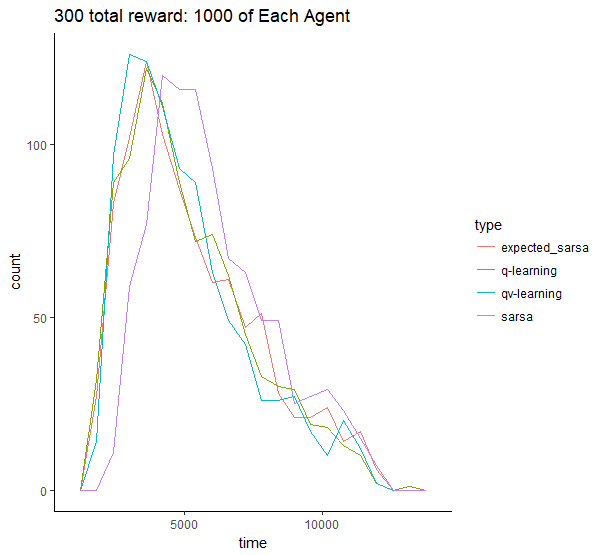 300 total reward: 1000 of Each Agent
count
100
50
0
5000
10000
time
type
expected_sarsa
q-learning
qv-learning
sarsa